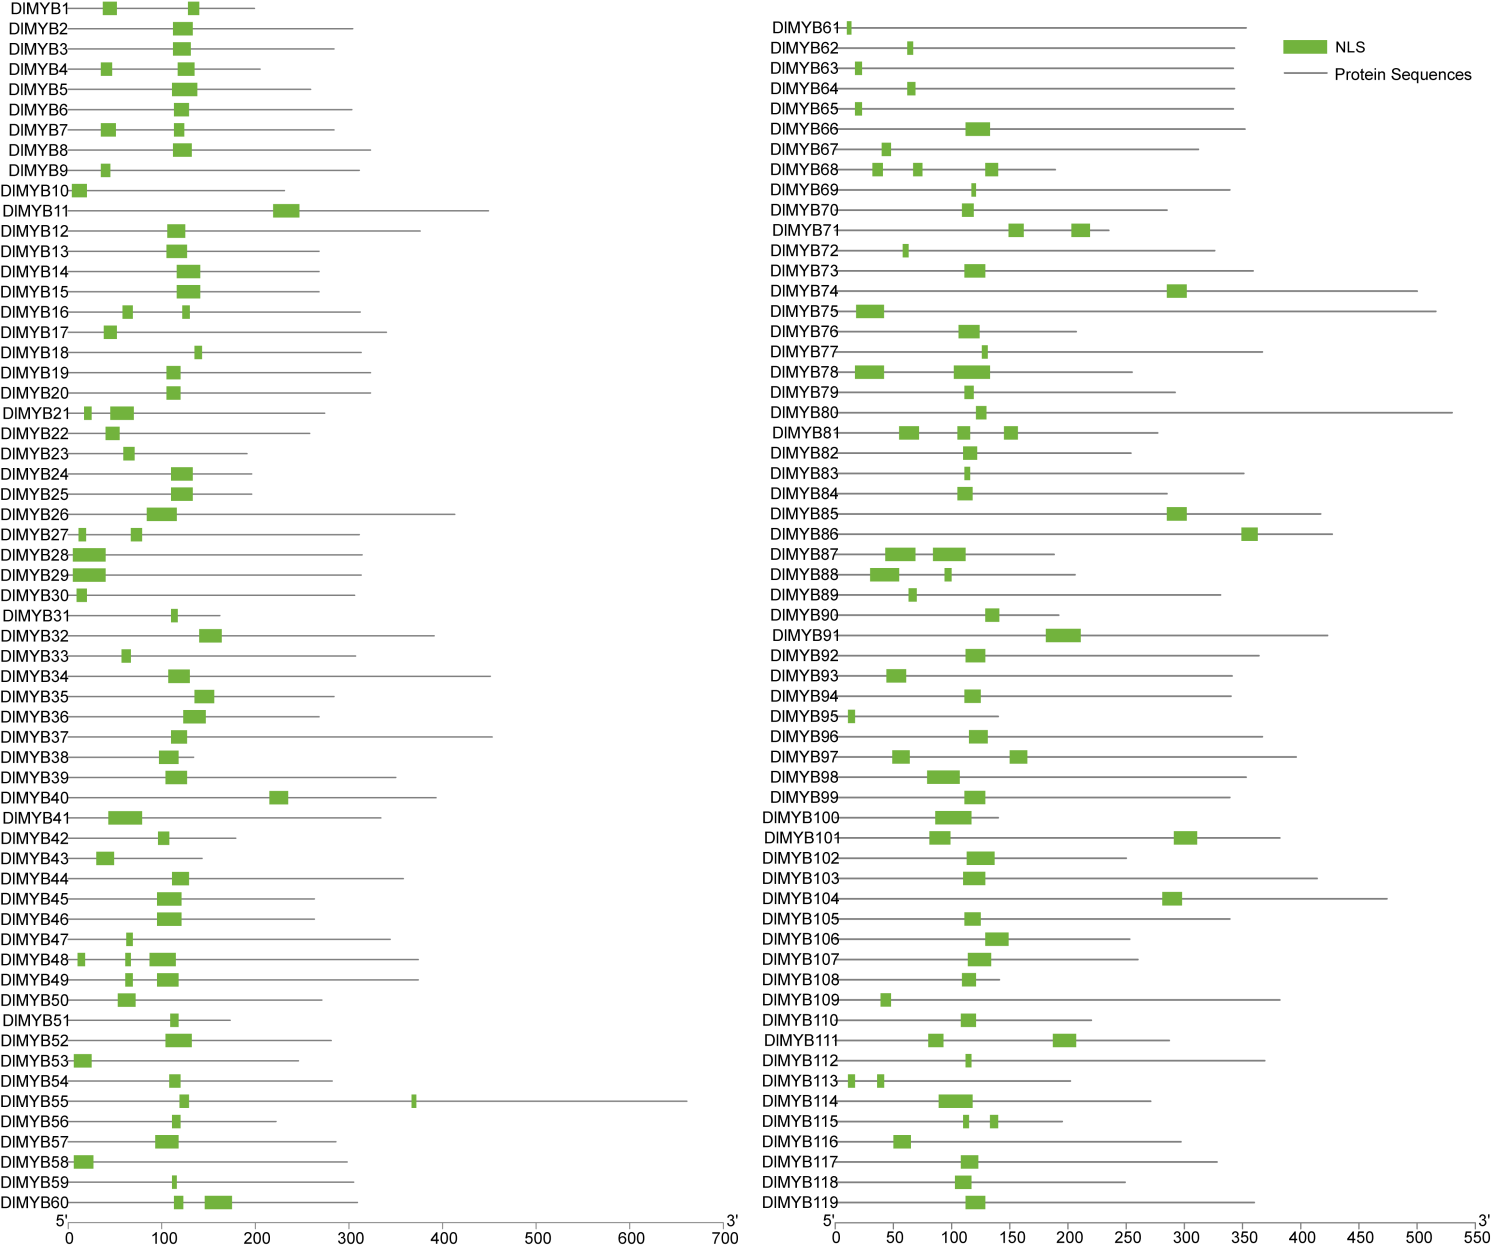 DlMYB1
DlMYB2
DlMYB3
DlMYB4
DlMYB5
DlMYB6
DlMYB7
DlMYB8
DlMYB9
DlMYB10
DlMYB11
DlMYB12
DlMYB13
DlMYB14
DlMYB15
DlMYB16
DlMYB17
DlMYB18
DlMYB19
DlMYB20
DlMYB21
DlMYB22
DlMYB23
DlMYB24
DlMYB25
DlMYB26
DlMYB27
DlMYB28
DlMYB29
DlMYB30
DlMYB31
DlMYB32
DlMYB33
DlMYB34
DlMYB35
DlMYB36
DlMYB37
DlMYB38
DlMYB39
DlMYB40
DlMYB41
DlMYB42
DlMYB43
DlMYB44
DlMYB45
DlMYB46
DlMYB47
DlMYB48
DlMYB49
DlMYB50
DlMYB51
DlMYB52
DlMYB53
DlMYB54
DlMYB55
DlMYB56
DlMYB57
DlMYB58
DlMYB59
DlMYB60
5' 3'
0 100 200 300 400 500 600 700
DlMYB61
DlMYB62
DlMYB63
DlMYB64
DlMYB65
DlMYB66
DlMYB67
DlMYB68
DlMYB69
DlMYB70
DlMYB71
DlMYB72
DlMYB73
DlMYB74
DlMYB75
DlMYB76
DlMYB77
DlMYB78
DlMYB79
DlMYB80
DlMYB81
DlMYB82
DlMYB83
DlMYB84
DlMYB85
DlMYB86
DlMYB87
DlMYB88
DlMYB89
DlMYB90
DlMYB91
DlMYB92
DlMYB93
DlMYB94
DlMYB95
DlMYB96
DlMYB97
DlMYB98
DlMYB99
DlMYB100
DlMYB101
DlMYB102
DlMYB103
DlMYB104
DlMYB105
DlMYB106
DlMYB107
DlMYB108
DlMYB109
DlMYB110
DlMYB111
DlMYB112
DlMYB113
DlMYB114
DlMYB115
DlMYB116
DlMYB117
DlMYB118
DlMYB119
5' 3'
0 50 100 150 200 250 300 350 400 450 500 550
NLS
Protein Sequences